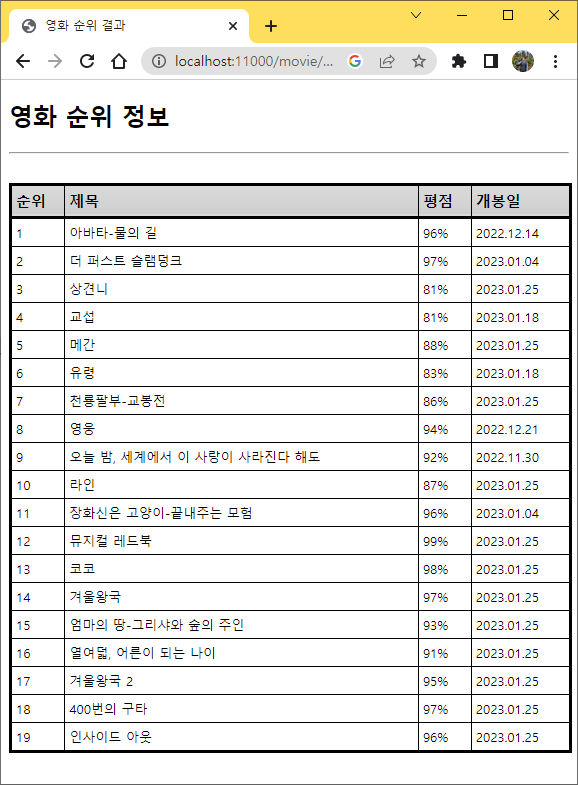 영화 순위 결과
localhost:11000/movie/...
영화 순위 정보
순위 제목 평점 개봉일
1 아바타-물의 길 96% 2022.12.14
2 더 퍼스트 슬램덩크 97% 2023.01.04
3 상견니 81% 2023.01.25
4 교섭 81% 2023.01.18
5 메간 88% 2023.01.25
6 유령 83% 2023.01.18
7 천룡팔부-교봉전 86% 2023.01.25
8 영웅 94% 2022.12.21
9 오늘 밤, 세계에서 이 사랑이 사라진다 해도 92% 2022.11.30
10 라인 87% 2023.01.25
11 장화신은 고양이-끝내주는 모험 96% 2023.01.04
12 뮤지컬 레드북 99% 2023.01.25
13 코코 98% 2023.01.25
14 겨울왕국 97% 2023.01.25
15 엄마의 땅-그리샤와 숲의 주인 93% 2023.01.25
16 열여덟, 어른이 되는 나이 91% 2023.01.25
17 겨울왕국 2 95% 2023.01.25
18 400번의 구타 97% 2023.01.25
19 인사이드 아웃 96% 2023.01.25